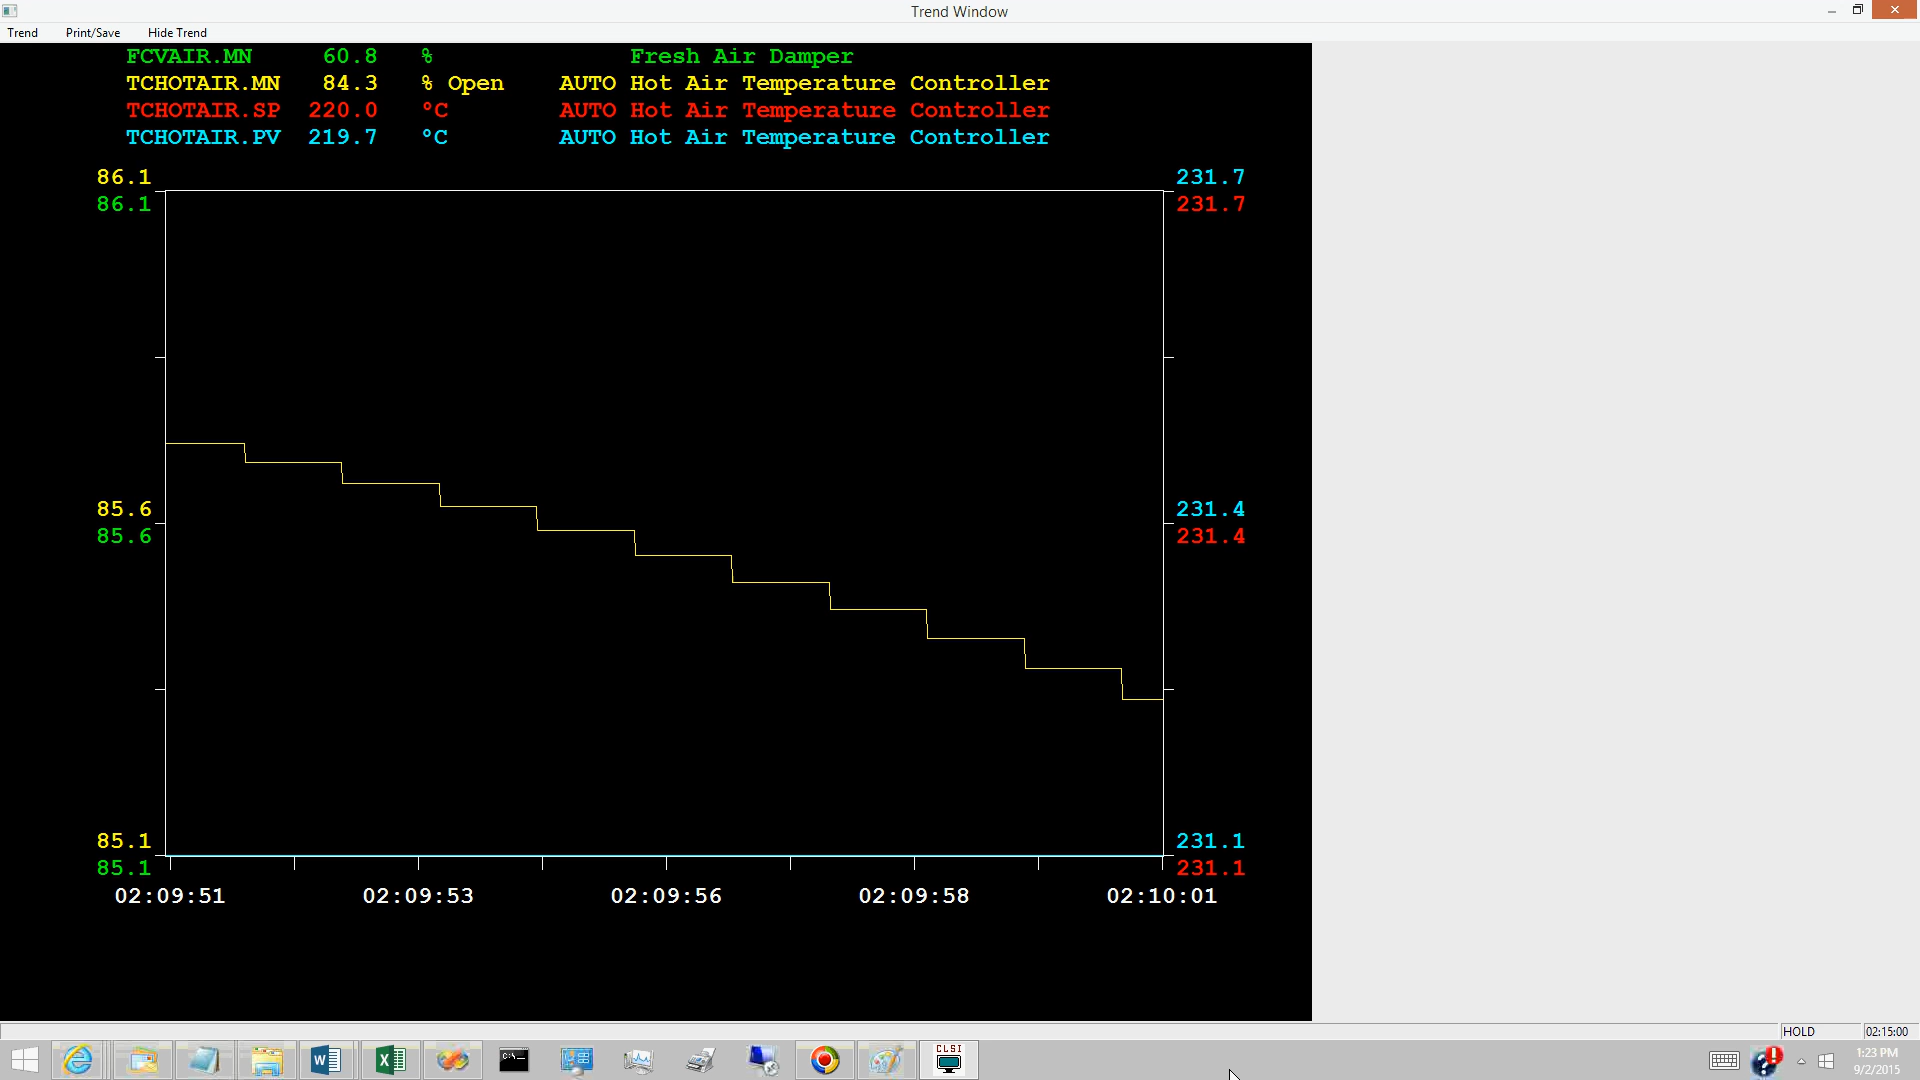 Trend Window
Trend Print/Save Hide Trend
FCVAIR.MN 60.8 % Fresh Air Damper
TCHOTAIR.MN 84.3 % Open AUTO Hot Air Temperature Controller
TCHOTAIR.SP 220.0 °C AUTO Hot Air Temperature Controller
TCHOTAIR.PV 219.7 °C AUTO Hot Air Temperature Controller
86.1 231.7
86.1 231.7
85.6 231.4
85.6 231.4
85.1 231.1
85.1 231.1
02:09:51 02:09:53 02:09:56 02:09:58 02:10:01
HOLD 02:15:00
C:\
CLSI
1:23 PM
9/2/2015